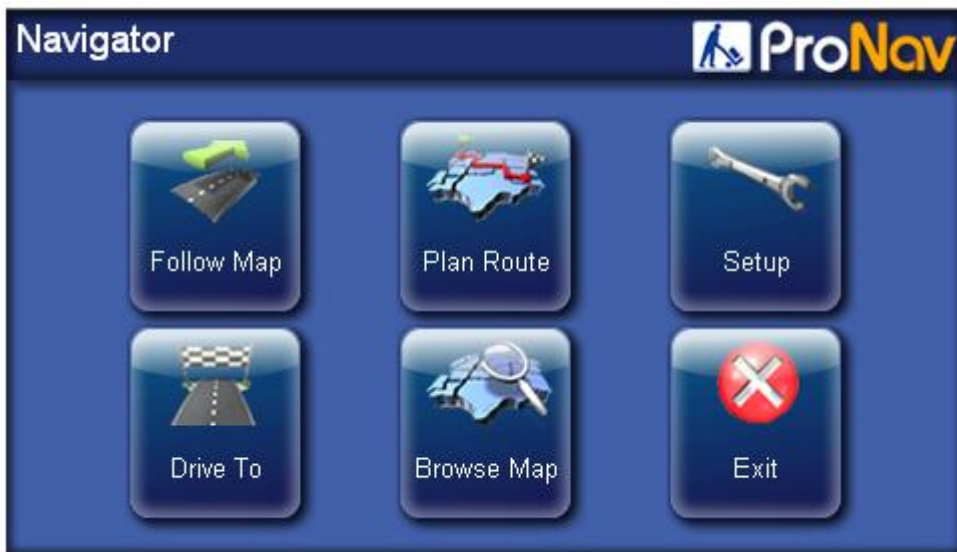 Navigator
ProNav
Follow Map
Plan Route
Setup
Drive To
Browse Map
Exit